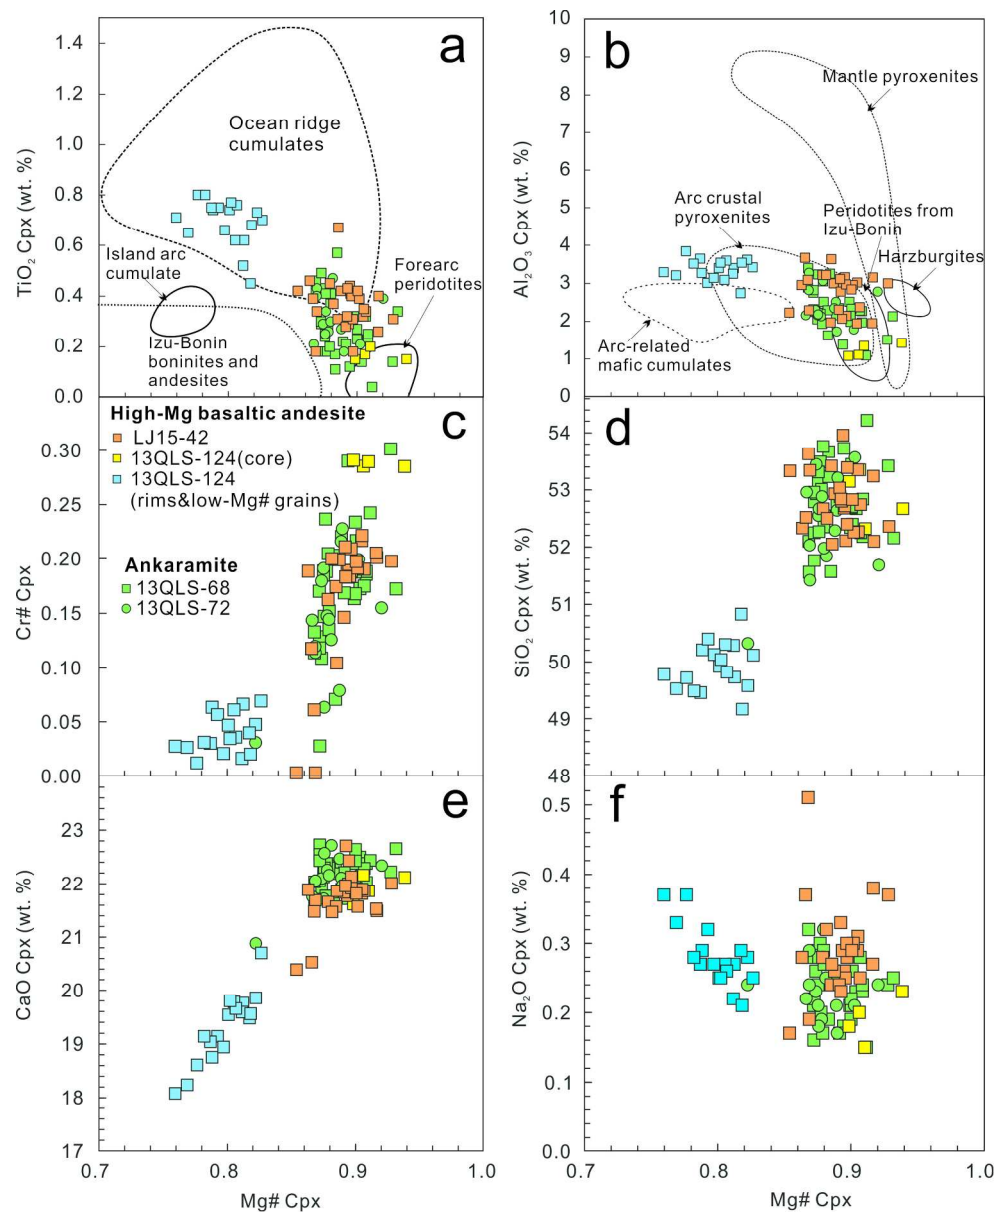 a
TiO₂ Cpx (wt. %)
1.4
1.2
1.0
0.8
0.6
0.4
0.2
0.0
Ocean ridge
cumulates
Island arc
cumulate
Forearc
peridotites
Izu-Bonin
boninites and
andesites
b
Al₂O₃ Cpx (wt. %)
10
9
8
7
6
5
4
3
2
1
0
Mantle pyroxenites
Arc crustal
pyroxenites
Peridotites from
Izu-Bonin
Harzburgites
Arc-related
mafic cumulates
c
Cr# Cpx
0.30
0.25
0.20
0.15
0.10
0.05
0.00
High-Mg basaltic andesite
LJ15-42
13QLS-124(core)
13QLS-124
(rims&low-Mg# grains)
Ankaramite
13QLS-68
13QLS-72
d
SiO₂ Cpx (wt. %)
54
53
52
51
50
49
48
e
CaO Cpx (wt. %)
23
22
21
20
19
18
17
0.7
0.8
0.9
1.0
Mg# Cpx
f
Na₂O Cpx (wt. %)
0.5
0.4
0.3
0.2
0.1
0.0
0.7
0.8
0.9
1.0
Mg# Cpx